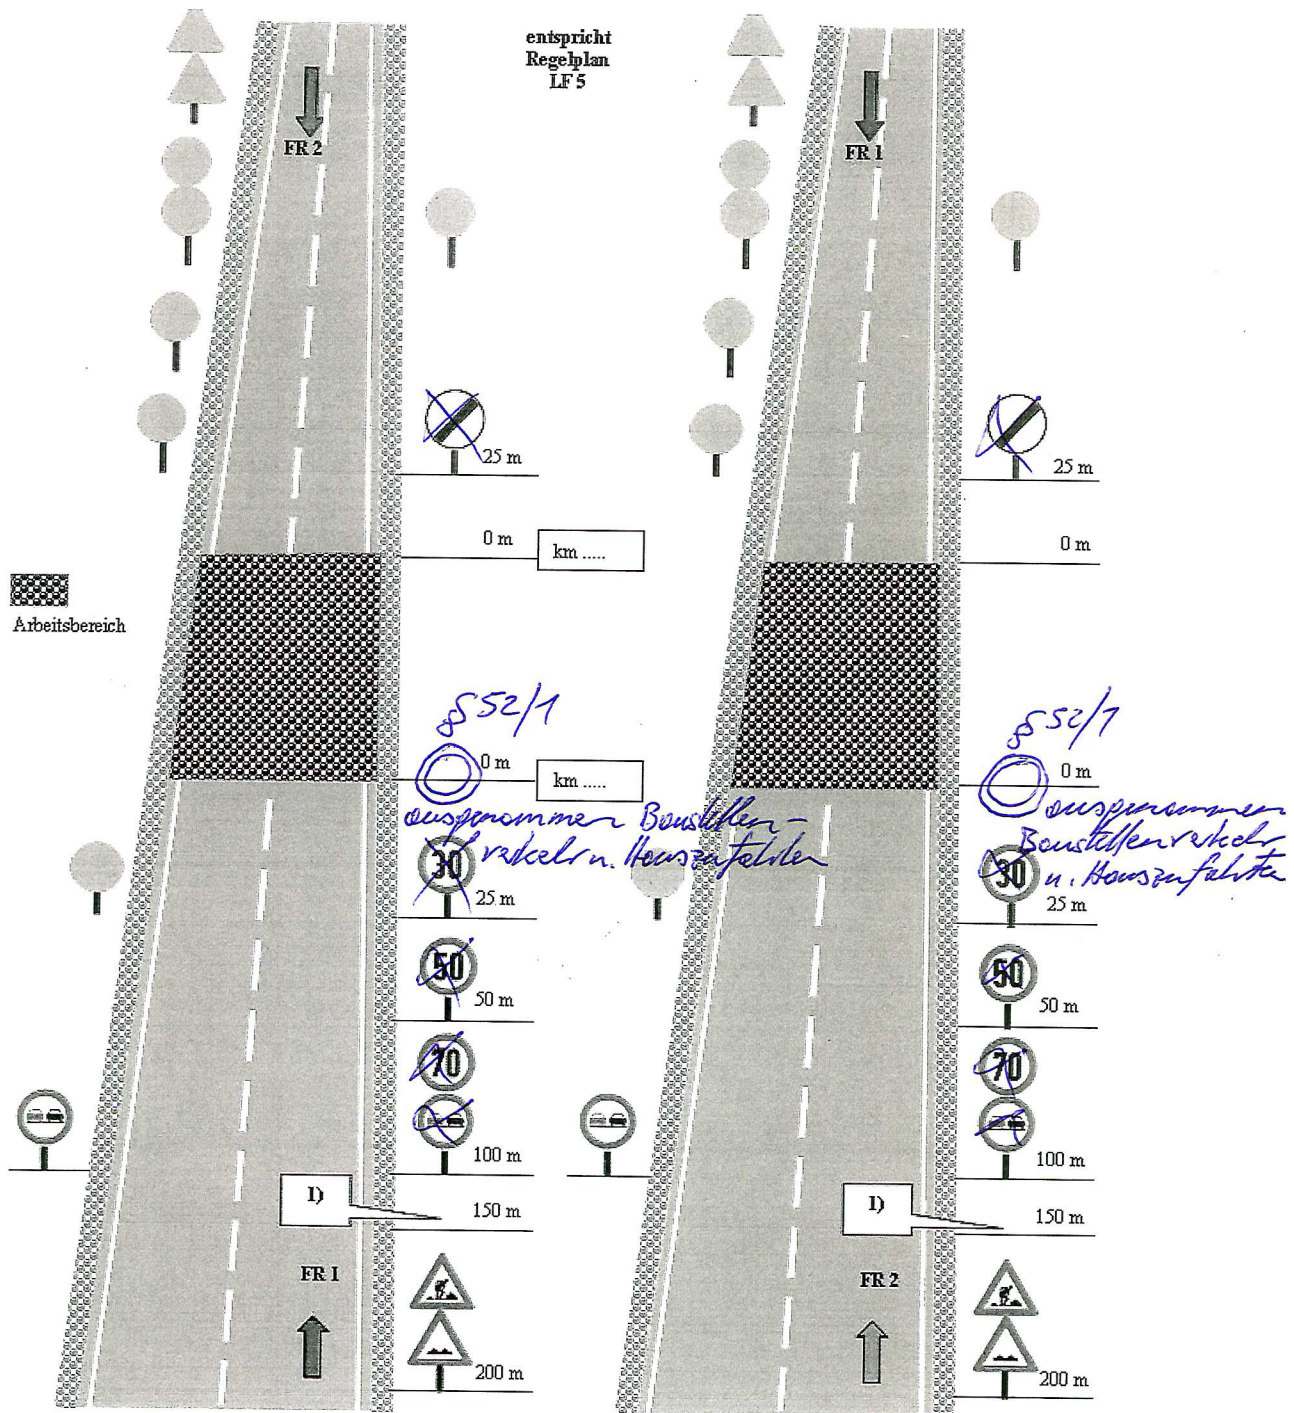 entspricht
Regelplan
LF 5
FR 2
25 m
0 m
km .....
Arbeitsbereich
§ 52/1
0 m
km .....
ausgenommen Baustellen-
verkehr u. Hauszufahrten
30
25 m
50
50 m
70
100 m
1)
150 m
FR 1
200 m
FR 1
25 m
0 m
§ 52/1
0 m
ausgenommen
Baustellenverkehr
u. Hauszufahrten
30
25 m
50
50 m
70
100 m
1)
150 m
FR 2
200 m